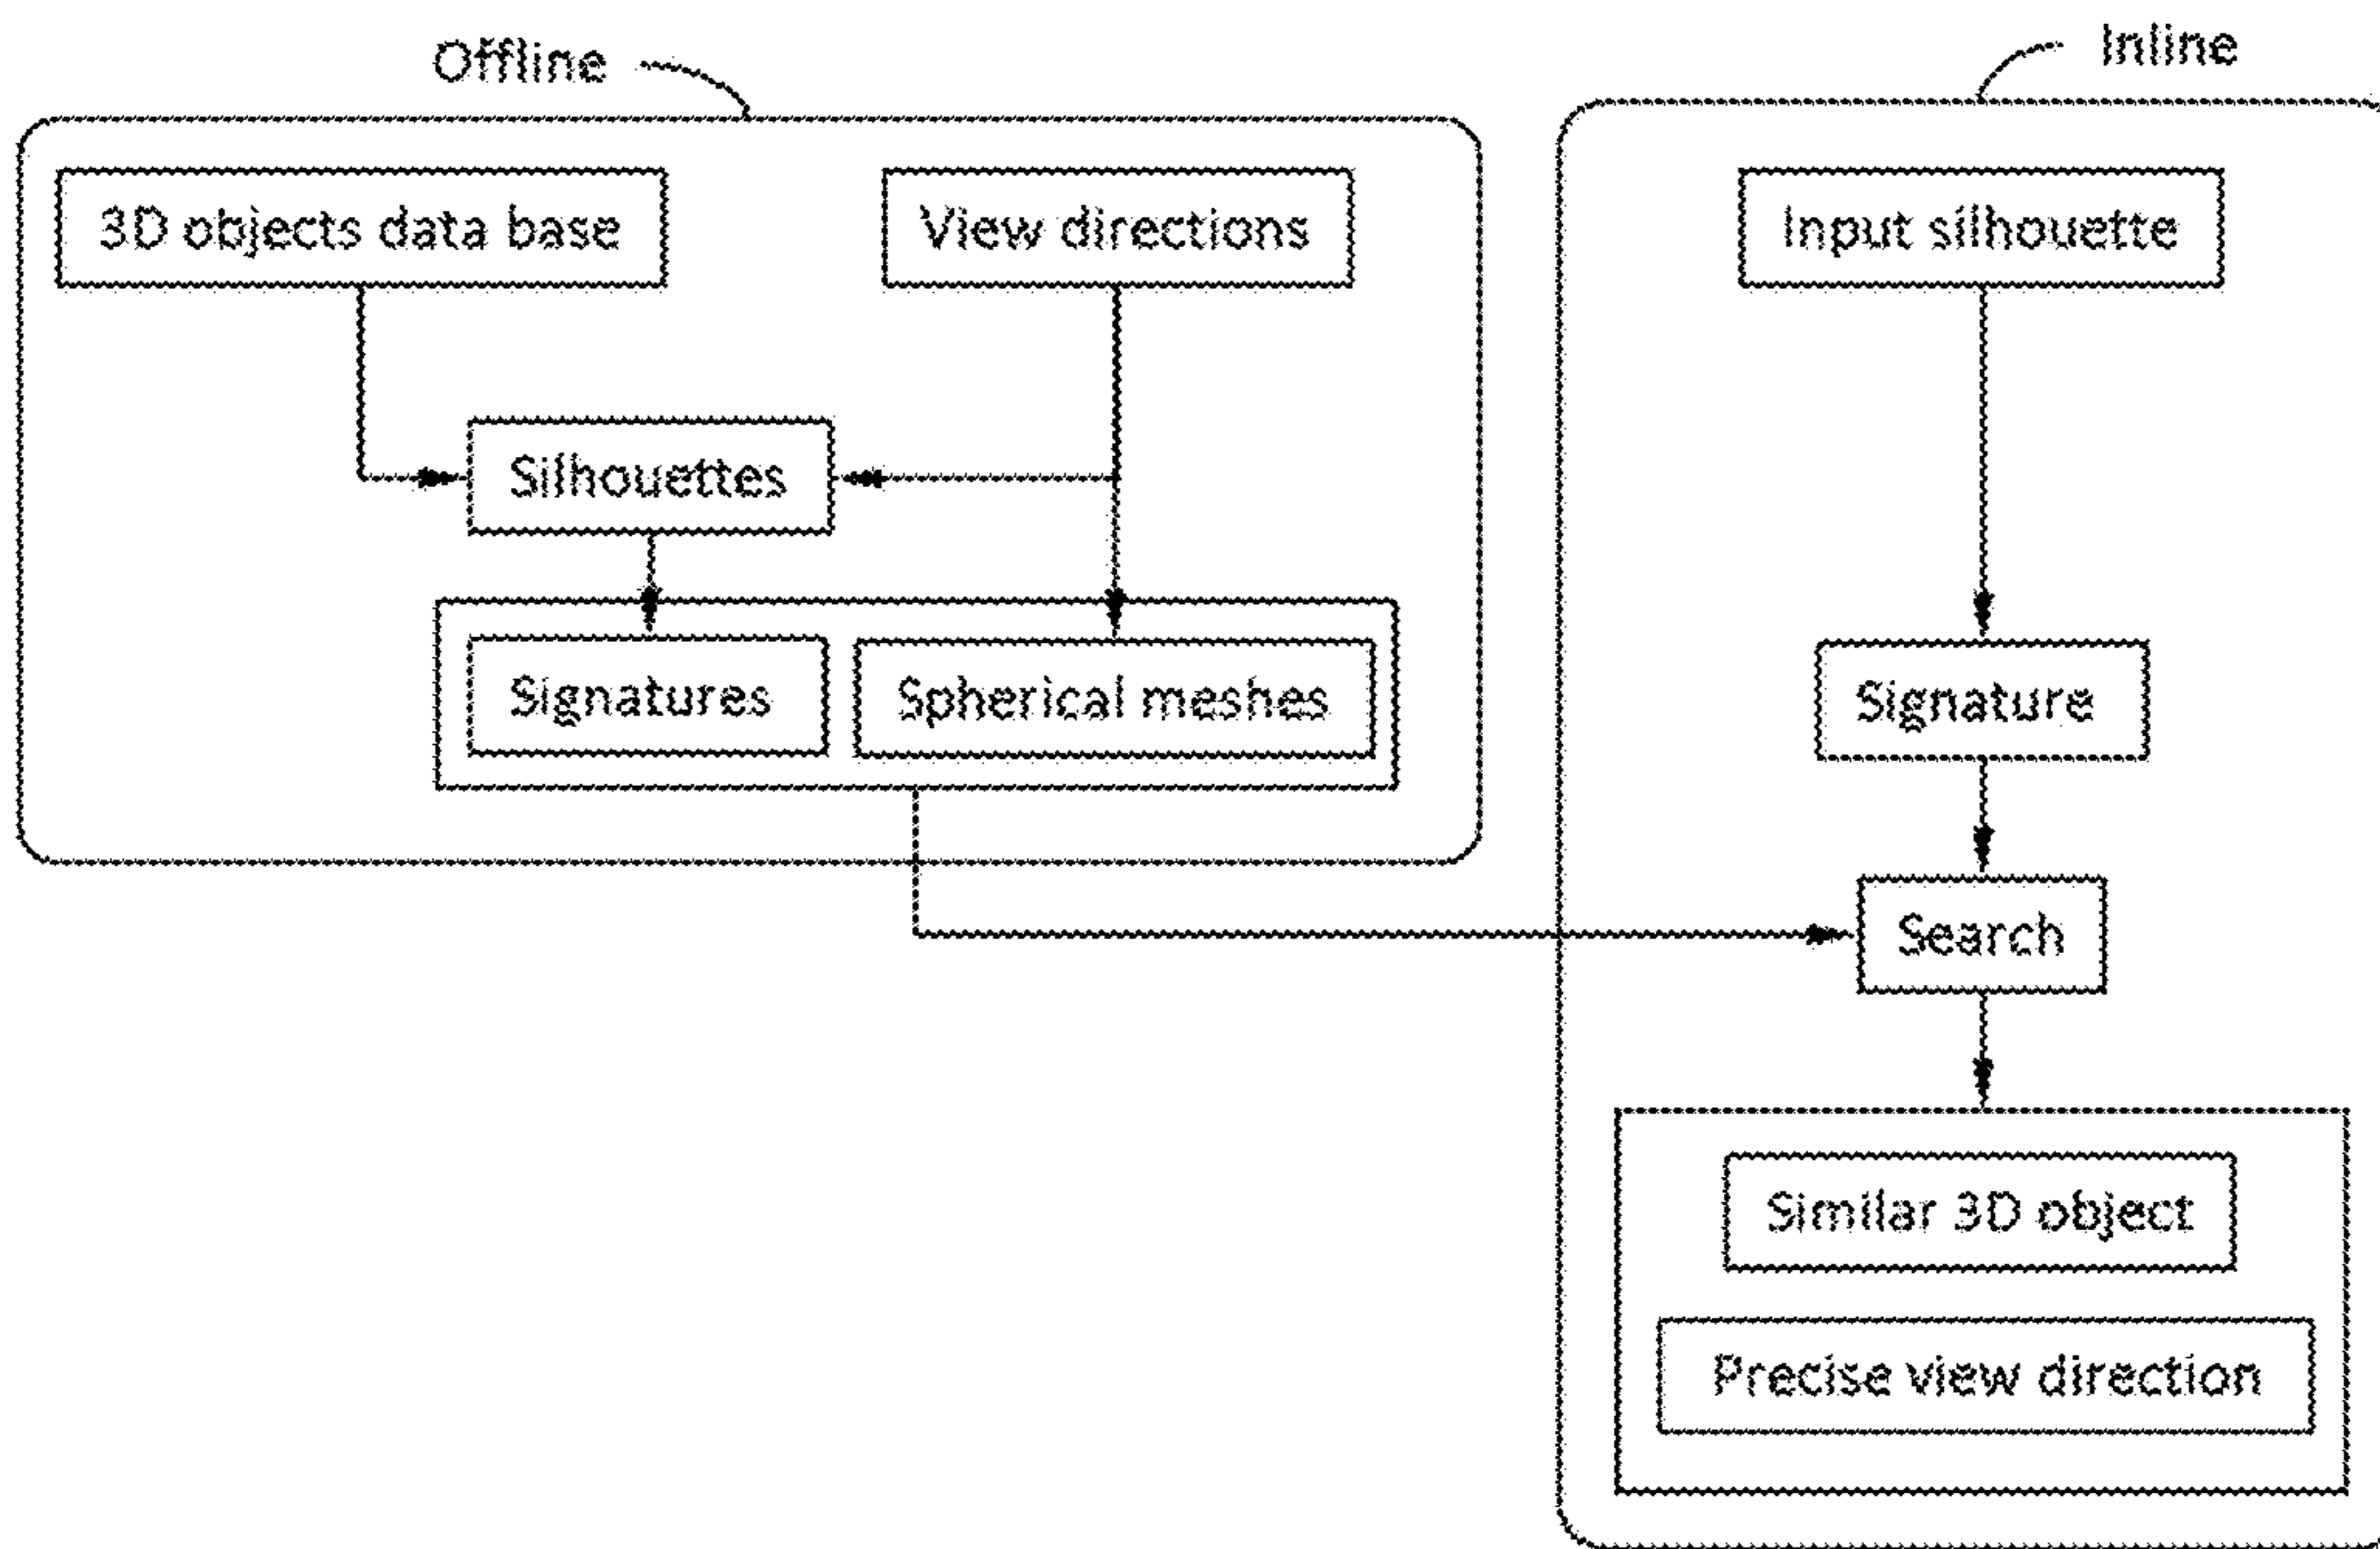 Offline
Inline
3D objects data base
View directions
Input silhouette
Silhouettes
Signatures
Spherical meshes
Signature
Search
Similar 3D object
Precise view direction